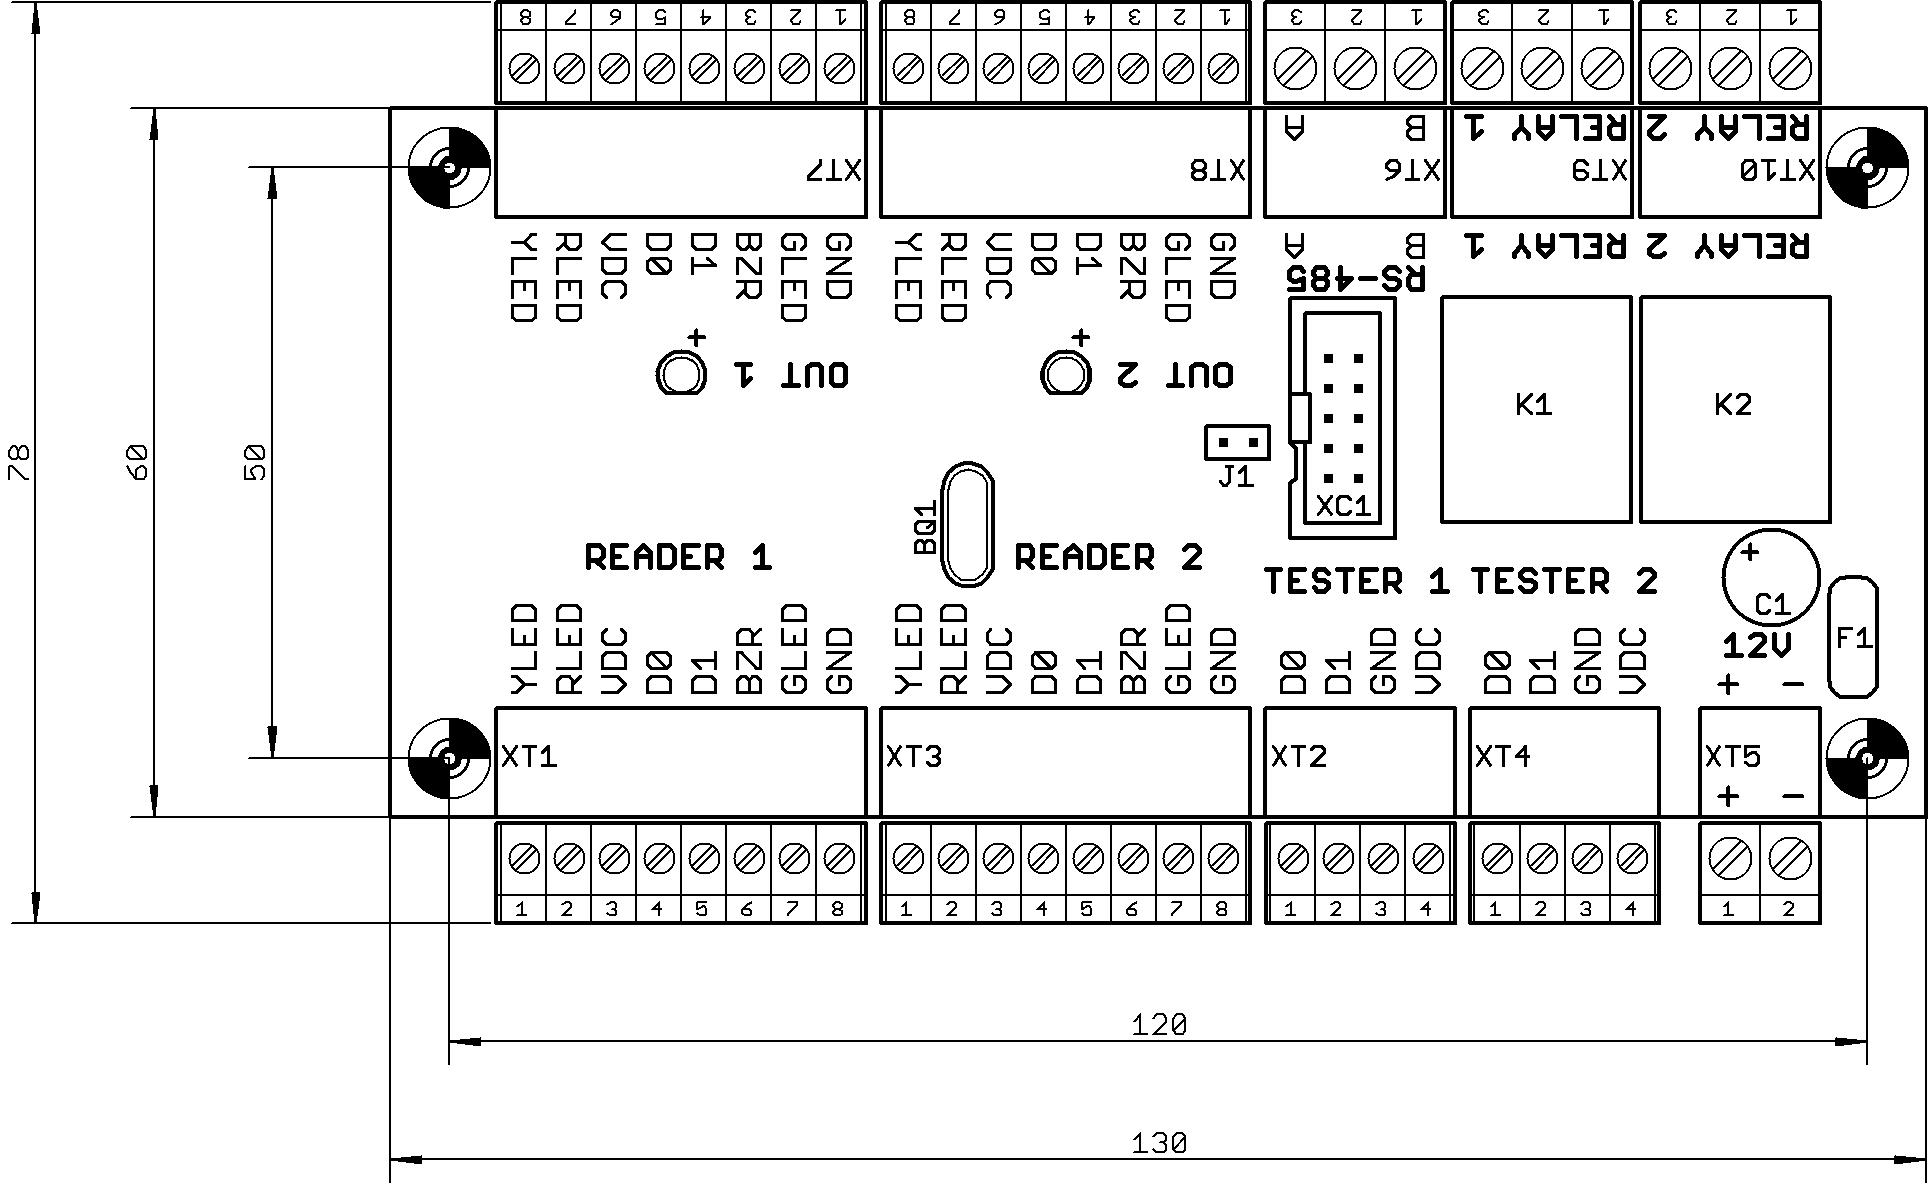 8 7 6 5 4 3 2 1 8 7 6 5 4 3 2 1 3 2 1 3 2 1 3 2 1
A B RELAY 1 RELAY 2
XT7 XT8 XT6 XT9 XT10
YLED RLED VDC D0 D1 BZR GLED GND YLED RLED VDC D0 D1 BZR GLED GND A B RELAY 1 RELAY 2
RS-485
+ +
OUT 1 OUT 2
K1 K2
78 60 50
J1
XC1
BQ1
READER 1 READER 2
TESTER 1 TESTER 2
+
C1
12V F1
YLED RLED VDC D0 D1 BZR GLED GND YLED RLED VDC D0 D1 BZR GLED GND D0 D1 GND VDC D0 D1 GND VDC + −
XT1 XT3 XT2 XT4 XT5
+ −
1 2 3 4 5 6 7 8 1 2 3 4 5 6 7 8 1 2 3 4 1 2 3 4 1 2
120
130